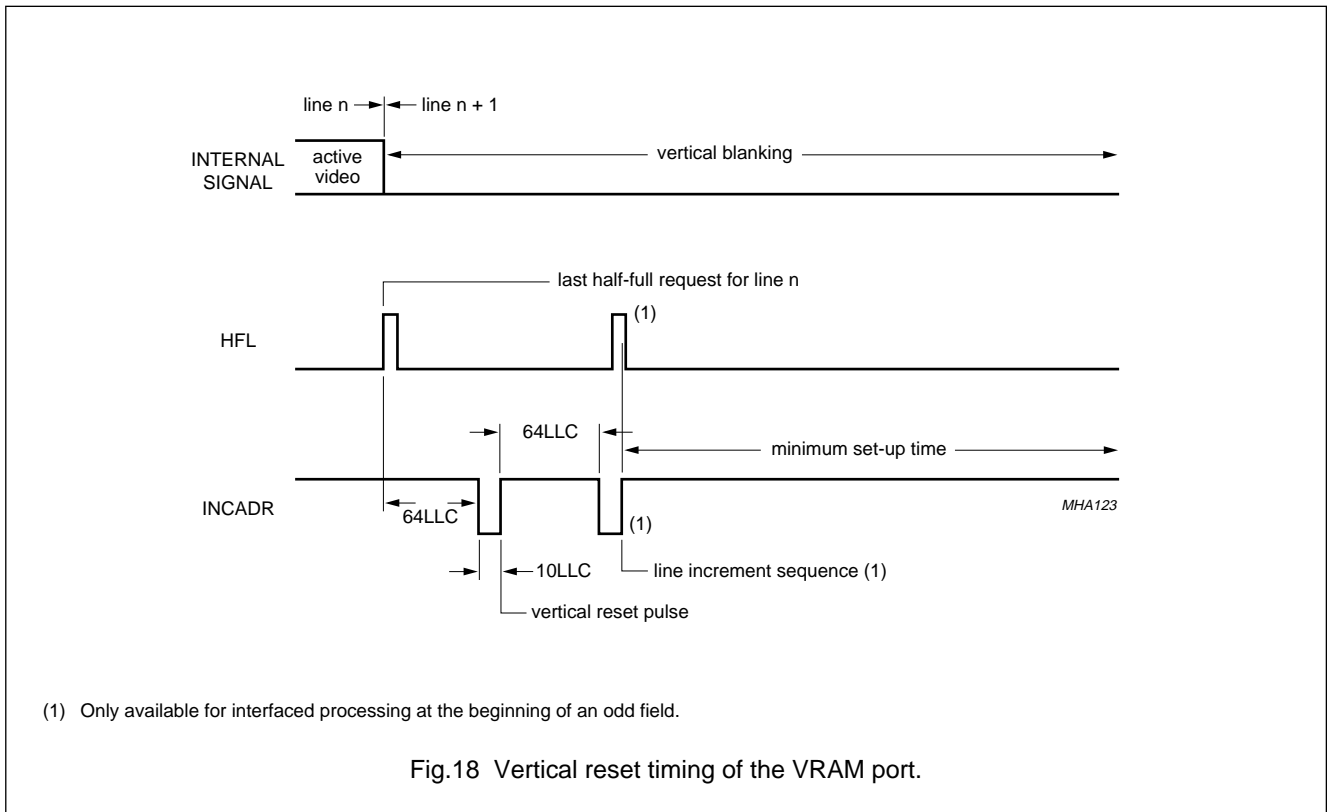 line n
line n + 1
INTERNAL
SIGNAL
active
video
vertical blanking
last half-full request for line n
(1)
HFL
64LLC
minimum set-up time
INCADR
64LLC
(1)
MHA123
10LLC
line increment sequence (1)
vertical reset pulse
(1) Only available for interfaced processing at the beginning of an odd field.
Fig.18 Vertical reset timing of the VRAM port.